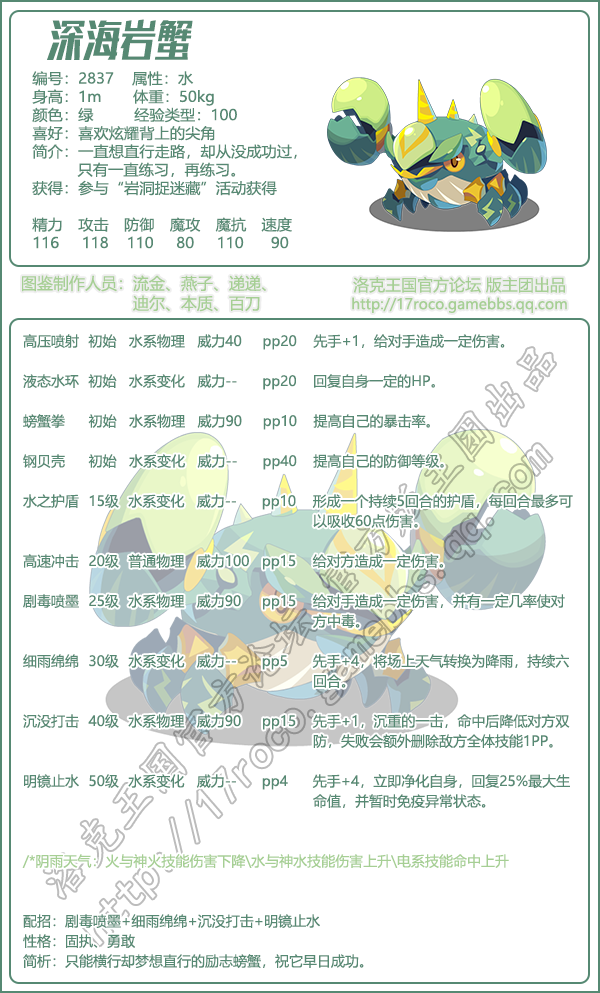 深海岩蟹
编号：2837 属性：水
身高：1m 体重：50kg
颜色：绿 经验类型：100
喜好：喜欢炫耀背上的尖角
简介：一直想直行走路，却从没成功过，
只有一直练习，再练习。
获得：参与“岩洞捉迷藏”活动获得
精力 攻击 防御 魔攻 魔抗 速度
116 118 110 80 110 90
图鉴制作人员：流金、燕子、递递、
迪尔、本质、百刀
洛克王国官方论坛 版主团出品
http://17roco.gamebbs.qq.com
高压喷射 初始 水系物理 威力40 pp20 先手+1，给对手造成一定伤害。
液态水环 初始 水系变化 威力-- pp20 回复自身一定的HP。
螃蟹拳 初始 水系物理 威力90 pp10 提高自己的暴击率。
钢贝壳 初始 水系变化 威力-- pp40 提高自己的防御等级。
水之护盾 15级 水系变化 威力-- pp10 形成一个持续5回合的护盾，每回合最多可
以吸收60点伤害。
高速冲击 20级 普通物理 威力100 pp15 给对方造成一定伤害。
剧毒喷墨 25级 水系物理 威力90 pp15 给对手造成一定伤害，并有一定几率使对
方中毒。
细雨绵绵 30级 水系变化 威力-- pp5 先手+4，将场上天气转换为降雨，持续六
回合。
沉没打击 40级 水系物理 威力90 pp15 先手+1，沉重的一击，命中后降低对方双
防，失败会额外删除敌方全体技能1PP。
明镜止水 50级 水系变化 威力-- pp4 先手+4，立即净化自身，回复25%最大生
命值，并暂时免疫异常状态。
/*阴雨天气：火与神火技能伤害下降\水与神水技能伤害上升\电系技能命中上升
配招：剧毒喷墨+细雨绵绵+沉没打击+明镜止水
性格：固执、勇敢
简析：只能横行却梦想直行的励志螃蟹，祝它早日成功。
洛克王国官方论坛 版主团出品
http://17roco.gamebbs.qq.com